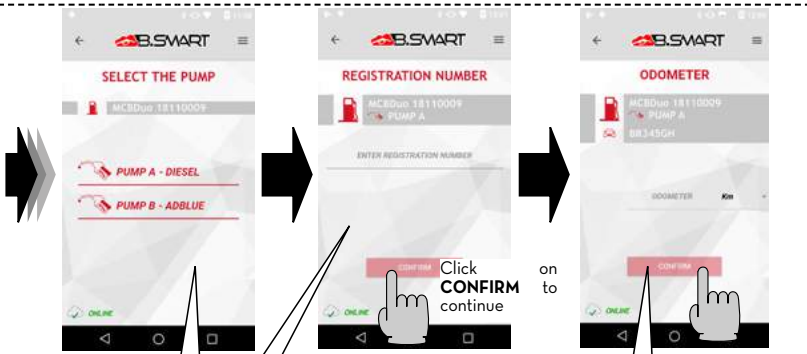 B.SMART
SELECT THE PUMP
MCBDuo 18110009
PUMP A - DIESEL
PUMP B - ADBLUE
ONLINE
B.SMART
REGISTRATION NUMBER
MCBDuo 18110009
PUMP A
ENTER REGISTRATION NUMBER
CONFIRM
ONLINE
Click on
CONFIRM to
continue
B.SMART
ODOMETER
MCBDuo 18110009
PUMP A
BR345GH
ODOMETER Km
CONFIRM
ONLINE